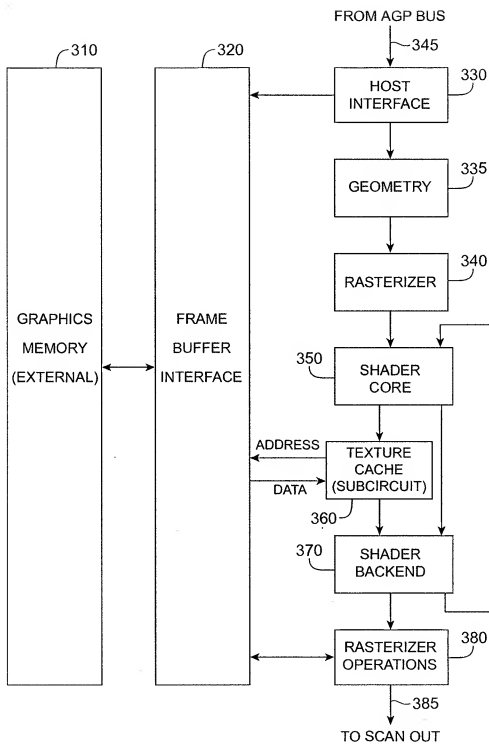 FROM AGP BUS
345
310
320
330
HOST
INTERFACE
335
GEOMETRY
340
RASTERIZER
GRAPHICS
MEMORY
(EXTERNAL)
FRAME
BUFFER
INTERFACE
350
SHADER
CORE
ADDRESS
DATA
TEXTURE
CACHE
(SUBCIRCUIT)
360
370
SHADER
BACKEND
380
RASTERIZER
OPERATIONS
385
TO SCAN OUT